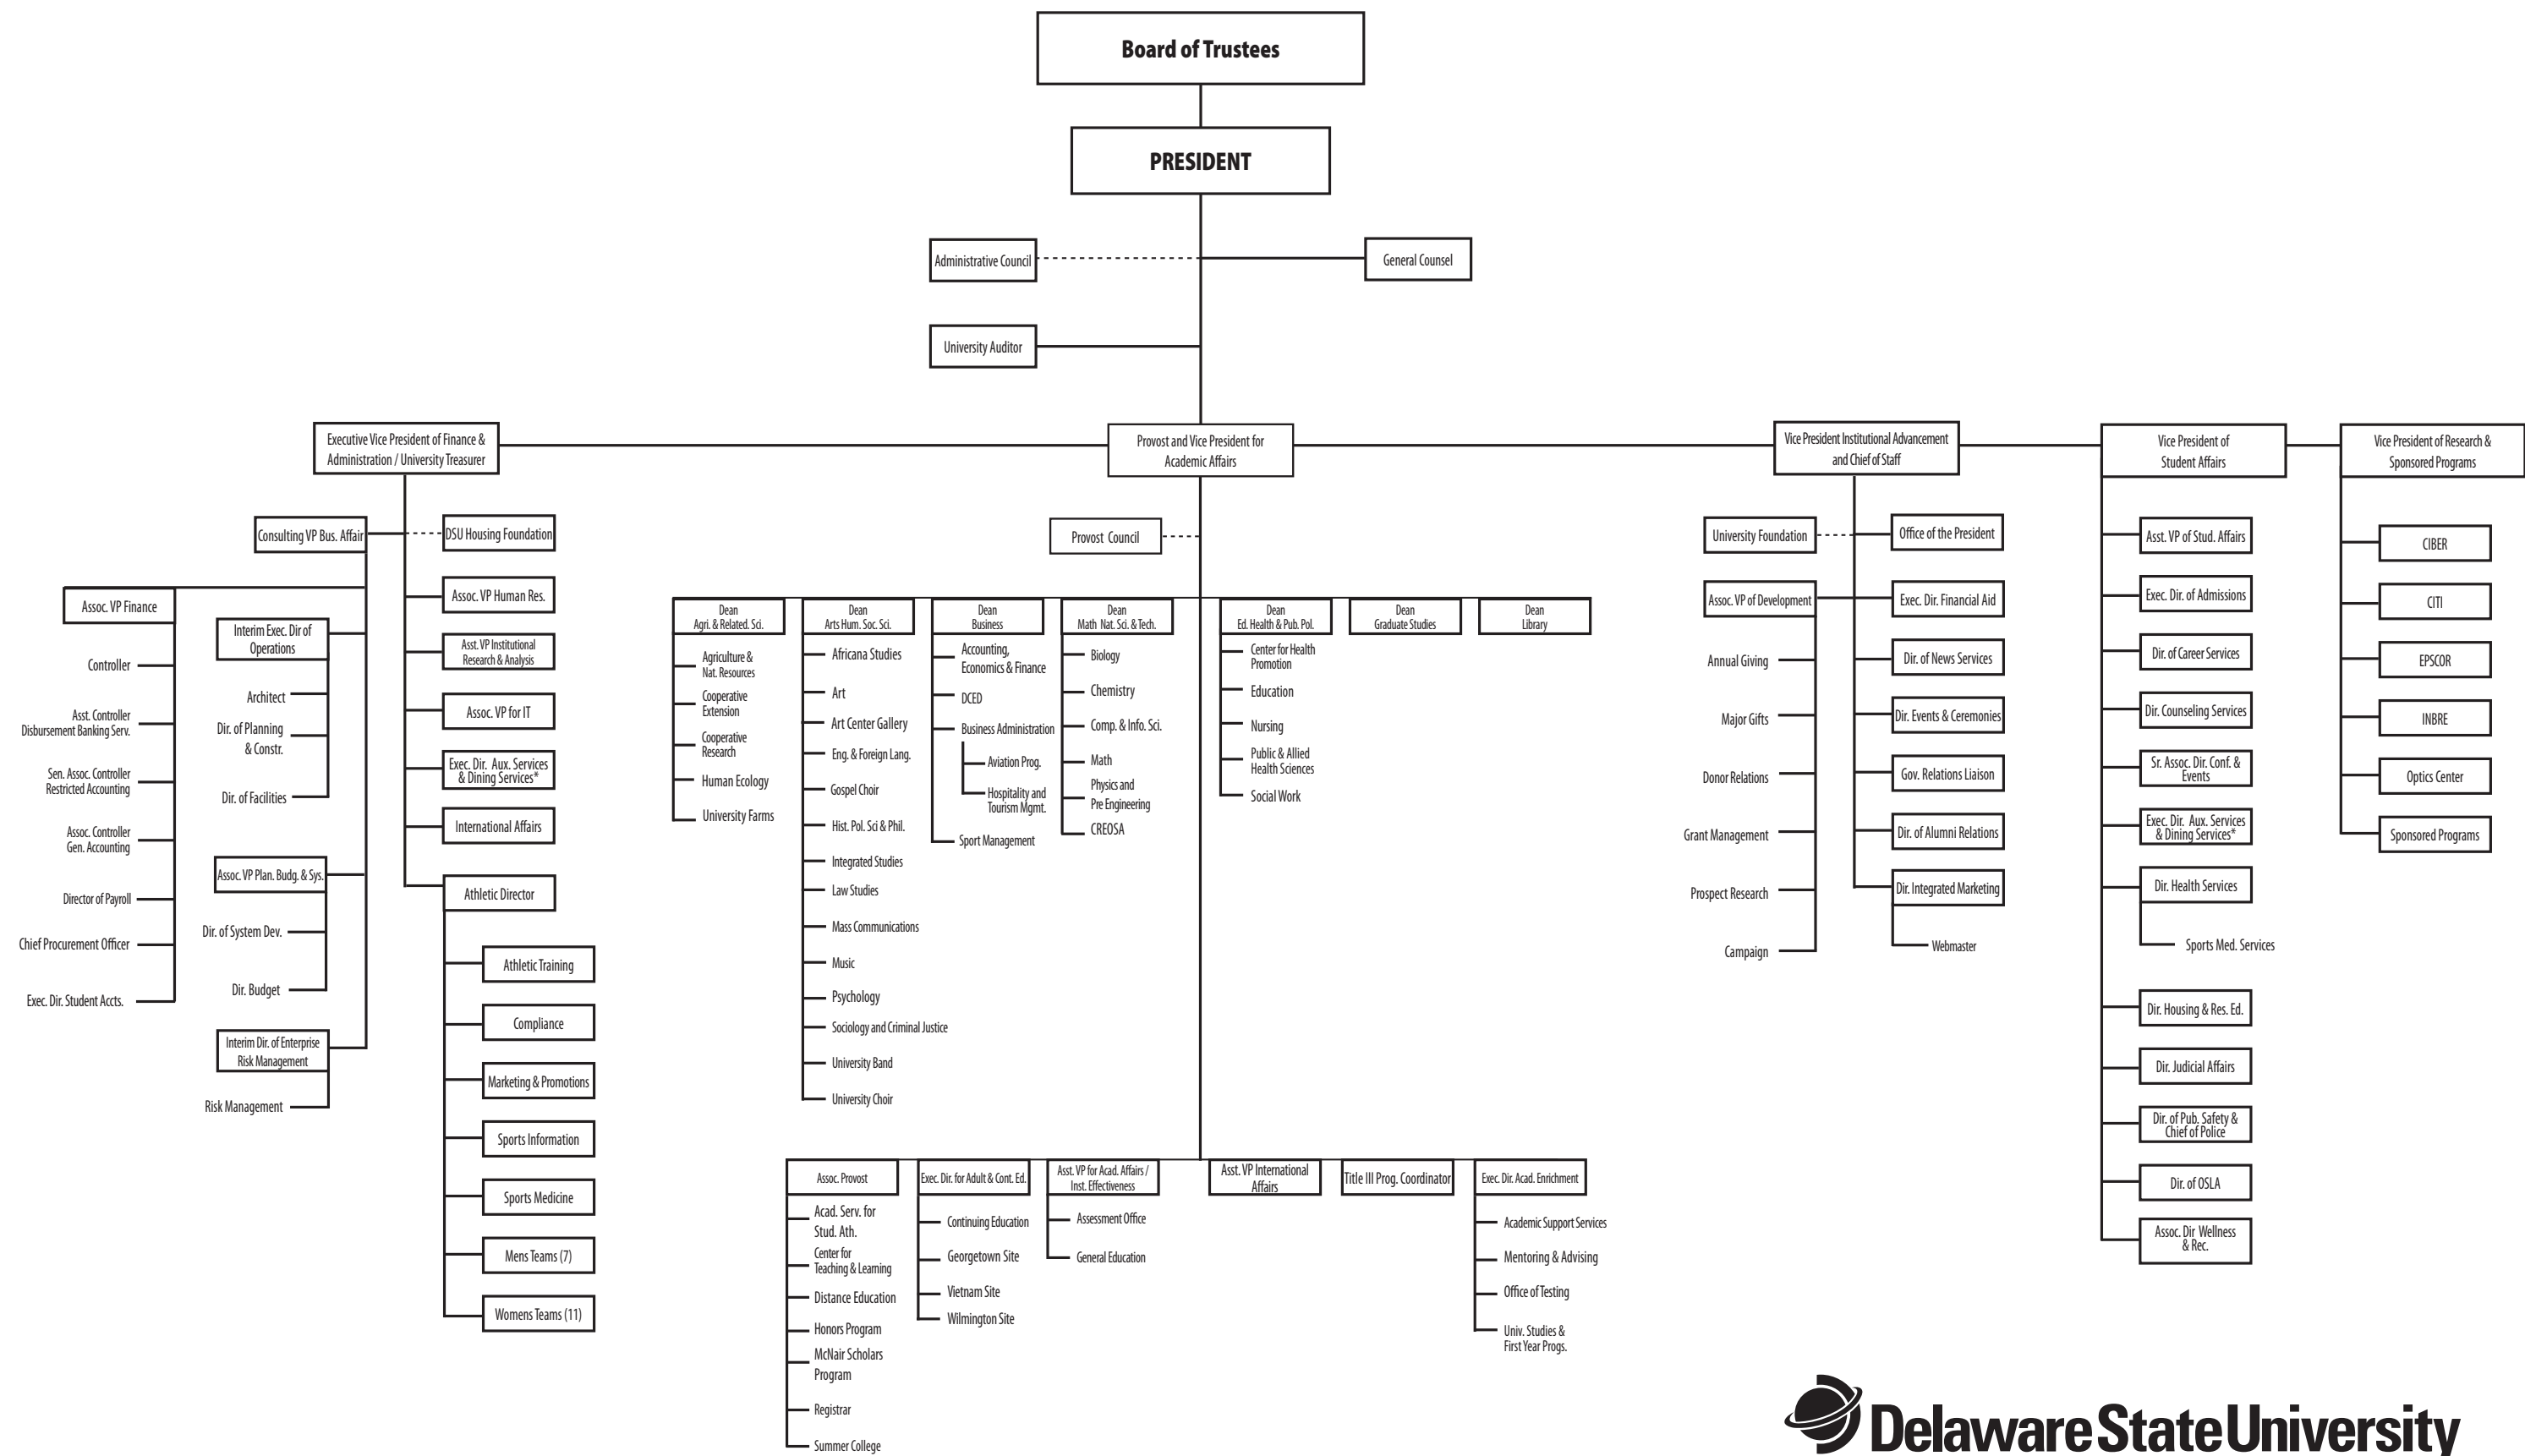 Board of Trustees
PRESIDENT
Administrative Council
General Counsel
University Auditor
Executive Vice President of Finance &
Administration / University Treasurer
Provost and Vice President for
Academic Affairs
Vice President Institutional Advancement
and Chief of Staff
Vice President of
Student Affairs
Vice President of Research &
Sponsored Programs
Consulting VP Bus. Affair
DSU Housing Foundation
Assoc. VP Finance
Controller
Asst. Controller
Disbursement Banking Serv.
Sen. Assoc. Controller
Restricted Accounting
Assoc. Controller
Gen. Accounting
Director of Payroll
Chief Procurement Officer
Exec. Dir. Student Accts.
Interim Exec. Dir of
Operations
Architect
Dir. of Planning
& Constr.
Dir. of Facilities
Assoc. VP Plan. Budg. & Sys.
Dir. of System Dev.
Dir. Budget
Interim Dir. of Enterprise
Risk Management
Risk Management
Assoc. VP Human Res.
Asst. VP Institutional
Research & Analysis
Assoc. VP for IT
Exec. Dir. Aux. Services
& Dining Services*
International Affairs
Athletic Director
Athletic Training
Compliance
Marketing & Promotions
Sports Information
Sports Medicine
Mens Teams (7)
Womens Teams (11)
Provost Council
Dean
Agri. & Related. Sci.
Agriculture &
Nat. Resources
Cooperative
Extension
Cooperative
Research
Human Ecology
University Farms
Dean
Arts Hum. Soc. Sci.
Africana Studies
Art
Art Center Gallery
Eng. & Foreign Lang.
Gospel Choir
Hist. Pol. Sci & Phil.
Integrated Studies
Law Studies
Mass Communications
Music
Psychology
Sociology and Criminal Justice
University Band
University Choir
Dean
Business
Accounting,
Economics & Finance
DCED
Business Administration
Aviation Prog.
Hospitality and
Tourism Mgmt.
Sport Management
Dean
Math Nat. Sci. & Tech.
Biology
Chemistry
Comp. & Info. Sci.
Math
Physics and
Pre Engineering
CREOSA
Dean
Ed. Health & Pub. Pol.
Center for Health
Promotion
Education
Nursing
Public & Allied
Health Sciences
Social Work
Dean
Graduate Studies
Dean
Library
Assoc. Provost
Acad. Serv. for
Stud. Ath.
Center for
Teaching & Learning
Distance Education
Honors Program
McNair Scholars
Program
Registrar
Summer College
Exec. Dir. for Adult & Cont. Ed.
Continuing Education
Georgetown Site
Vietnam Site
Wilmington Site
Asst. VP for Acad. Affairs /
Inst. Effectiveness
Assessment Office
General Education
Asst. VP International
Affairs
Title III Prog. Coordinator
Exec. Dir. Acad. Enrichment
Academic Support Services
Mentoring & Advising
Office of Testing
Univ. Studies &
First Year Progs.
University Foundation
Office of the President
Assoc. VP of Development
Annual Giving
Major Gifts
Donor Relations
Grant Management
Prospect Research
Campaign
Exec. Dir. Financial Aid
Dir. of News Services
Dir. Events & Ceremonies
Gov. Relations Liaison
Dir. of Alumni Relations
Dir. Integrated Marketing
Webmaster
Asst. VP of Stud. Affairs
Exec. Dir. of Admissions
Dir. of Career Services
Dir. Counseling Services
Sr. Assoc. Dir. Conf. &
Events
Exec. Dir. Aux. Services
& Dining Services*
Dir. Health Services
Sports Med. Services
Dir. Housing & Res. Ed.
Dir. Judicial Affairs
Dir. of Pub. Safety &
Chief of Police
Dir. of OSLA
Assoc. Dir Wellness
& Rec.
CIBER
CITI
EPSCOR
INBRE
Optics Center
Sponsored Programs
Delaware State University